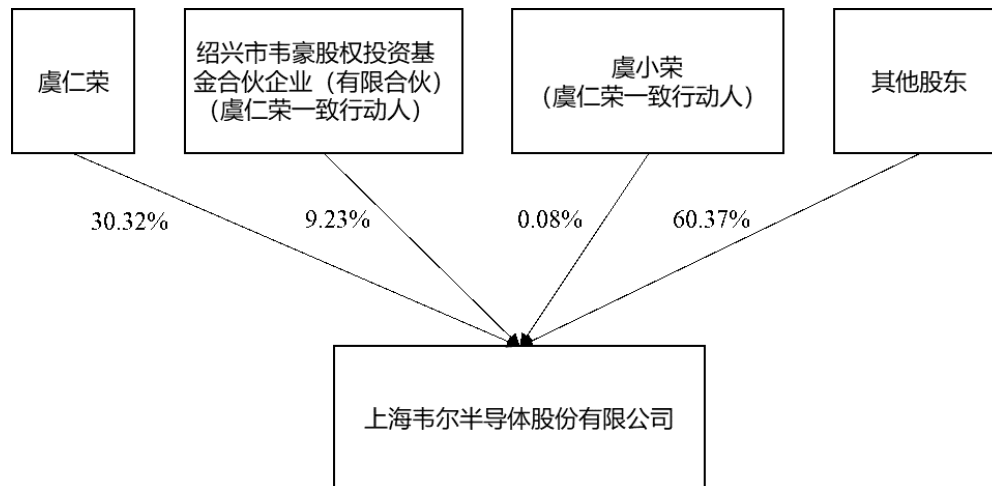 虞仁荣
绍兴市韦豪股权投资基
金合伙企业（有限合伙）
（虞仁荣一致行动人）
虞小荣
（虞仁荣一致行动人）
其他股东
30.32%
9.23%
0.08%
60.37%
上海韦尔半导体股份有限公司